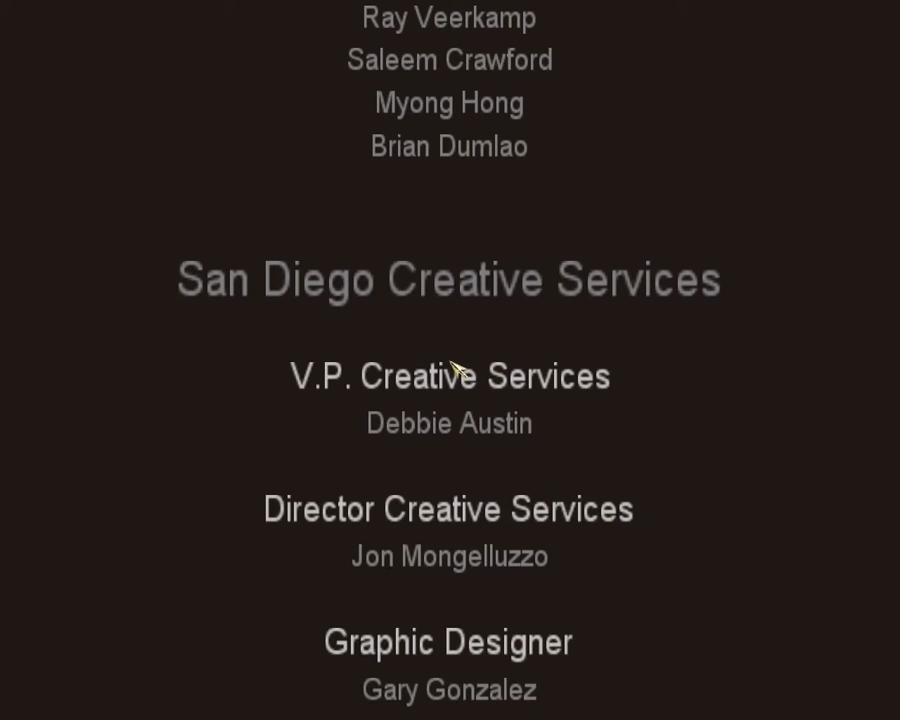 Ray Veerkamp
Saleem Crawford
Myong Hong
Brian Dumlao
San Diego Creative Services
V.P. Creative Services
Debbie Austin
Director Creative Services
Jon Mongelluzzo
Graphic Designer
Gary Gonzalez